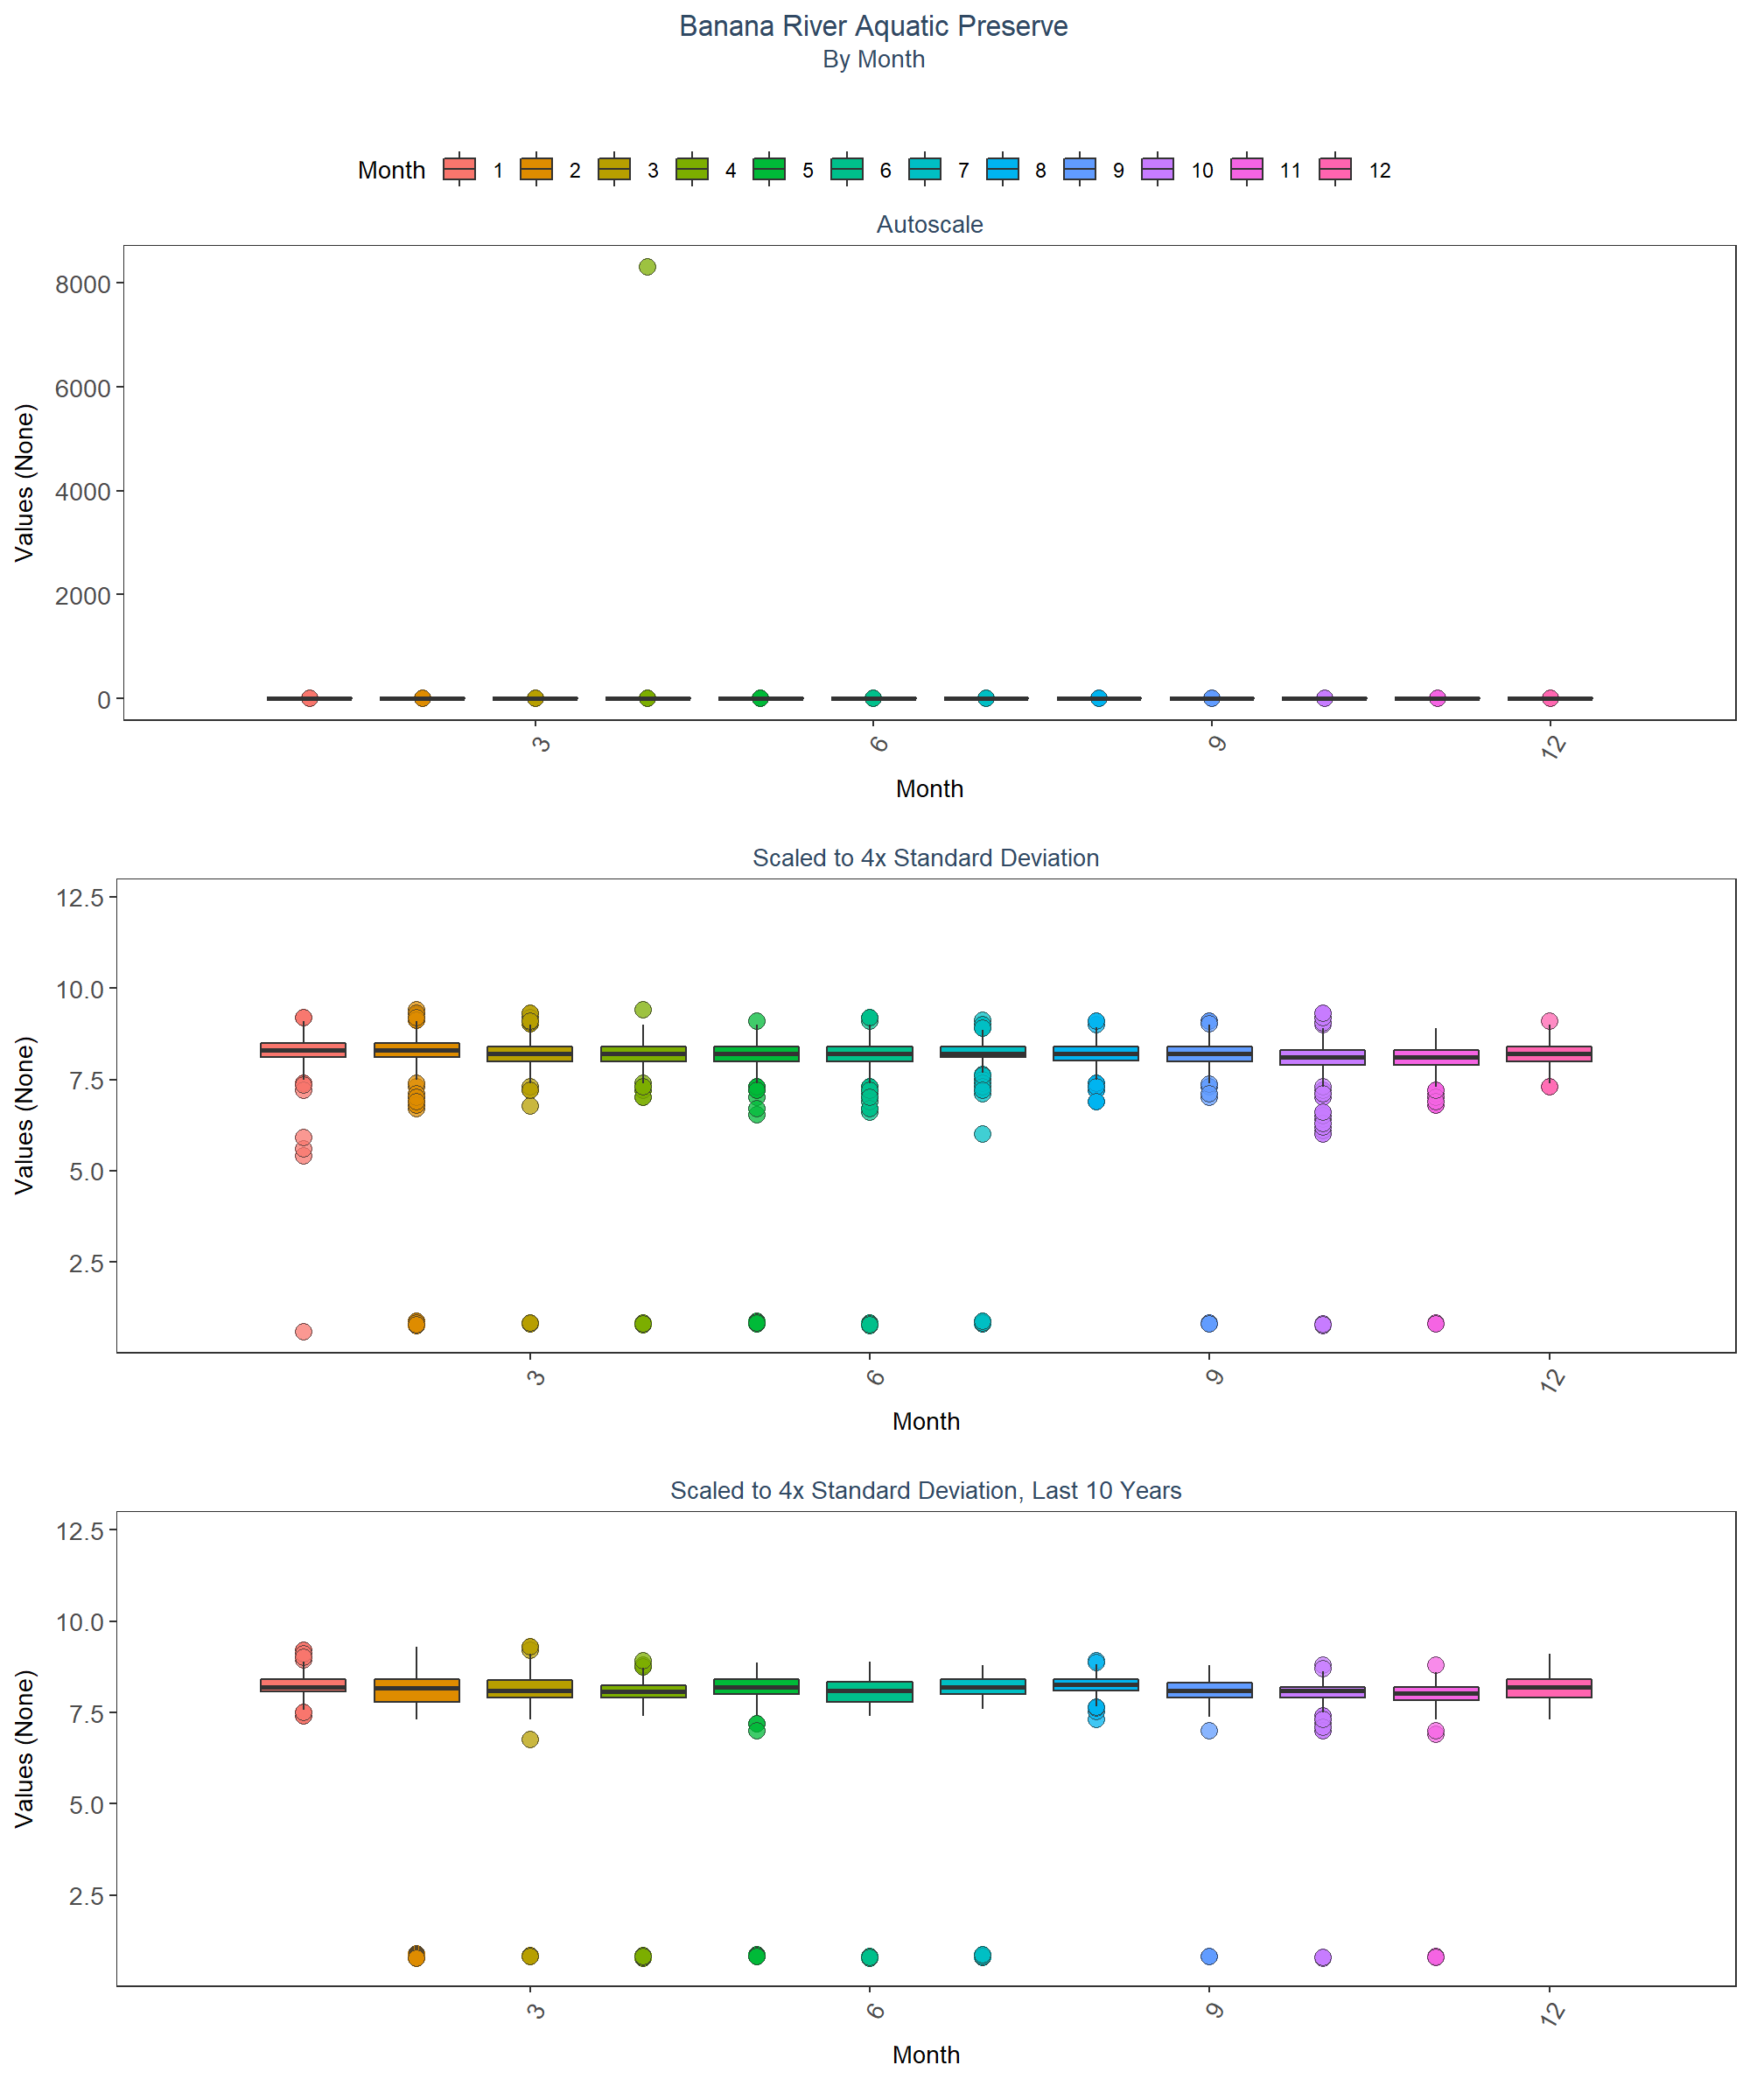 Banana River Aquatic Preserve
By Month
Month 1 2 3 4 5 6 7 8 9 10 11 12
Autoscale
8000
6000
4000
2000
0
Values (None)
3 6 9 12
Month
Scaled to 4x Standard Deviation
12.5
10.0
7.5
5.0
2.5
Values (None)
3 6 9 12
Month
Scaled to 4x Standard Deviation, Last 10 Years
12.5
10.0
7.5
5.0
2.5
Values (None)
3 6 9 12
Month